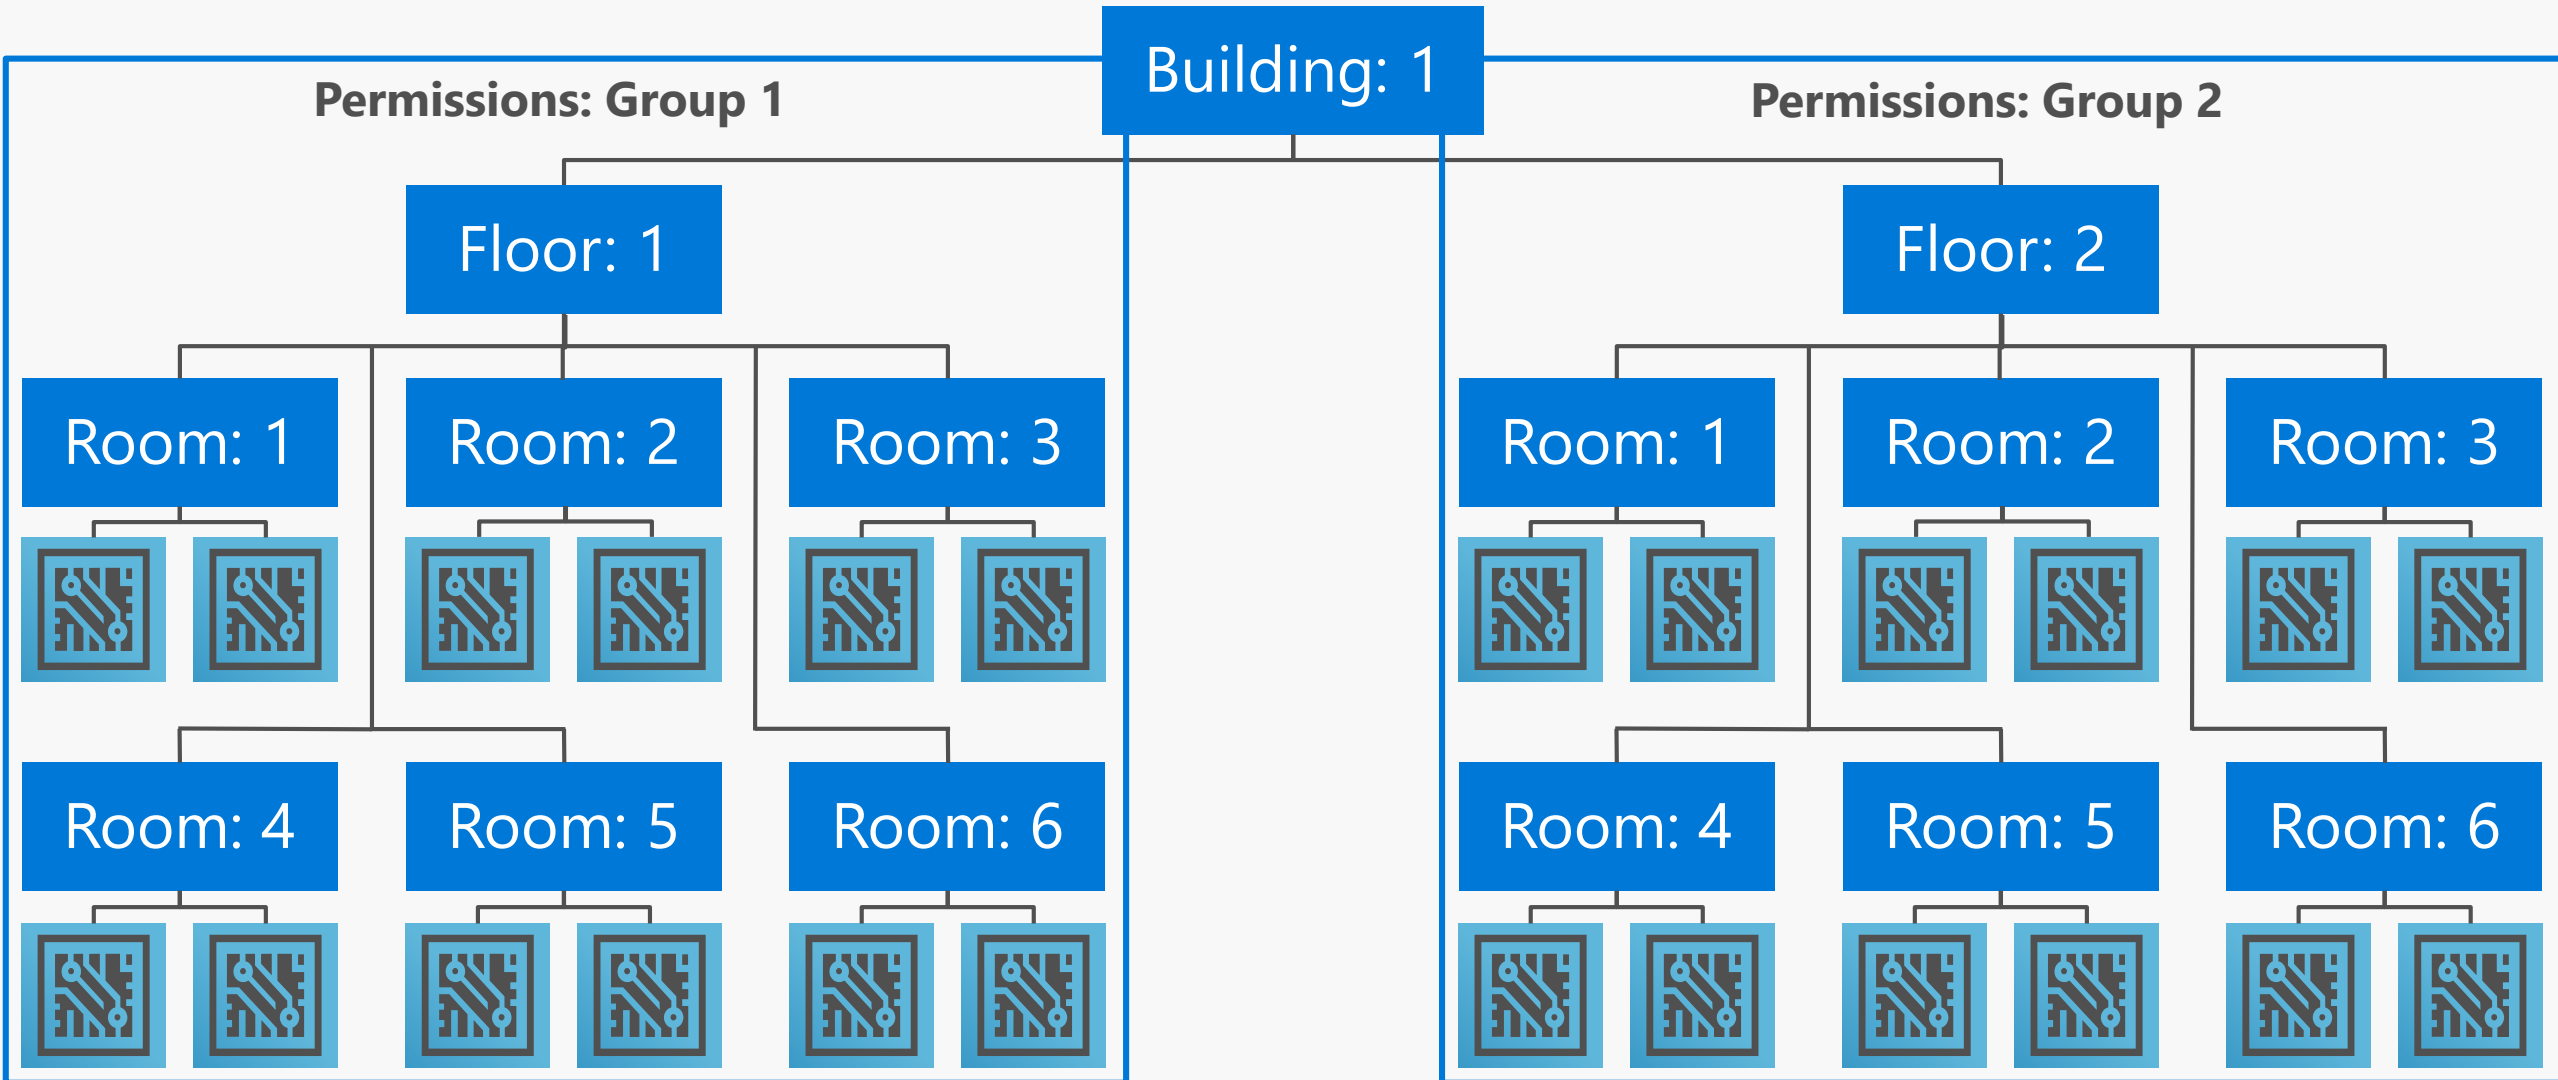 Building: 1
Permissions: Group 1
Permissions: Group 2
Floor: 1
Floor: 2
Room: 1
Room: 2
Room: 3
Room: 1
Room: 2
Room: 3
Room: 4
Room: 5
Room: 6
Room: 4
Room: 5
Room: 6